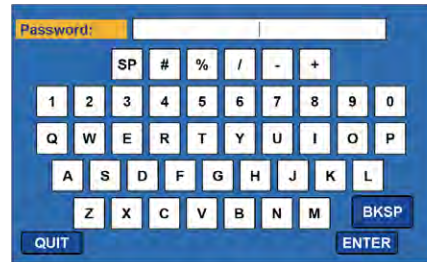 Password:
SP # % / - +
1 2 3 4 5 6 7 8 9 0
Q W E R T Y U I O P
A S D F G H J K L
Z X C V B N M BKSP
QUIT ENTER